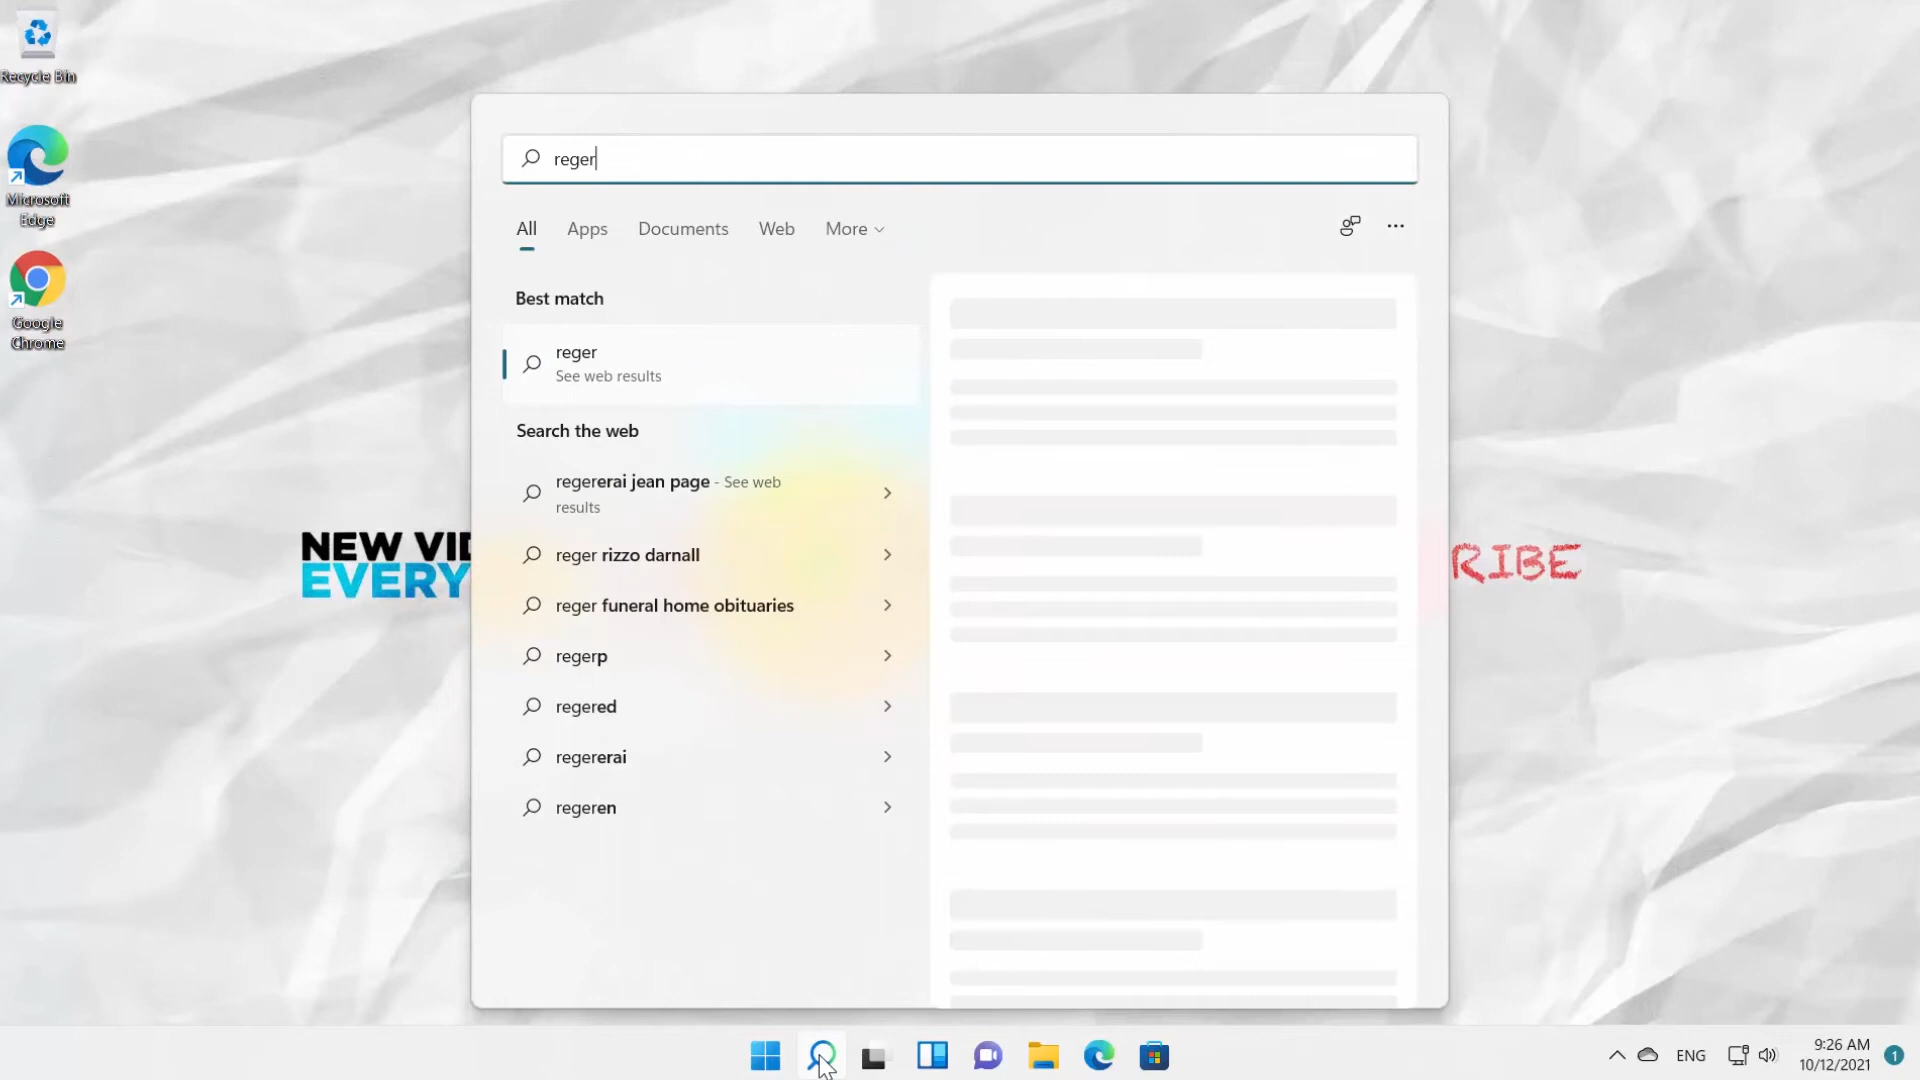 Recycle Bin
Microsoft
Edge
Google
Chrome
reger
All Apps Documents Web More
Best match
reger
See web results
Search the web
regererai jean page - See web
results
reger rizzo darnall
reger funeral home obituaries
regerp
regered
regererai
regeren
NEW VID
EVERY
RIBE
ENG
9:26 AM
10/12/2021
1